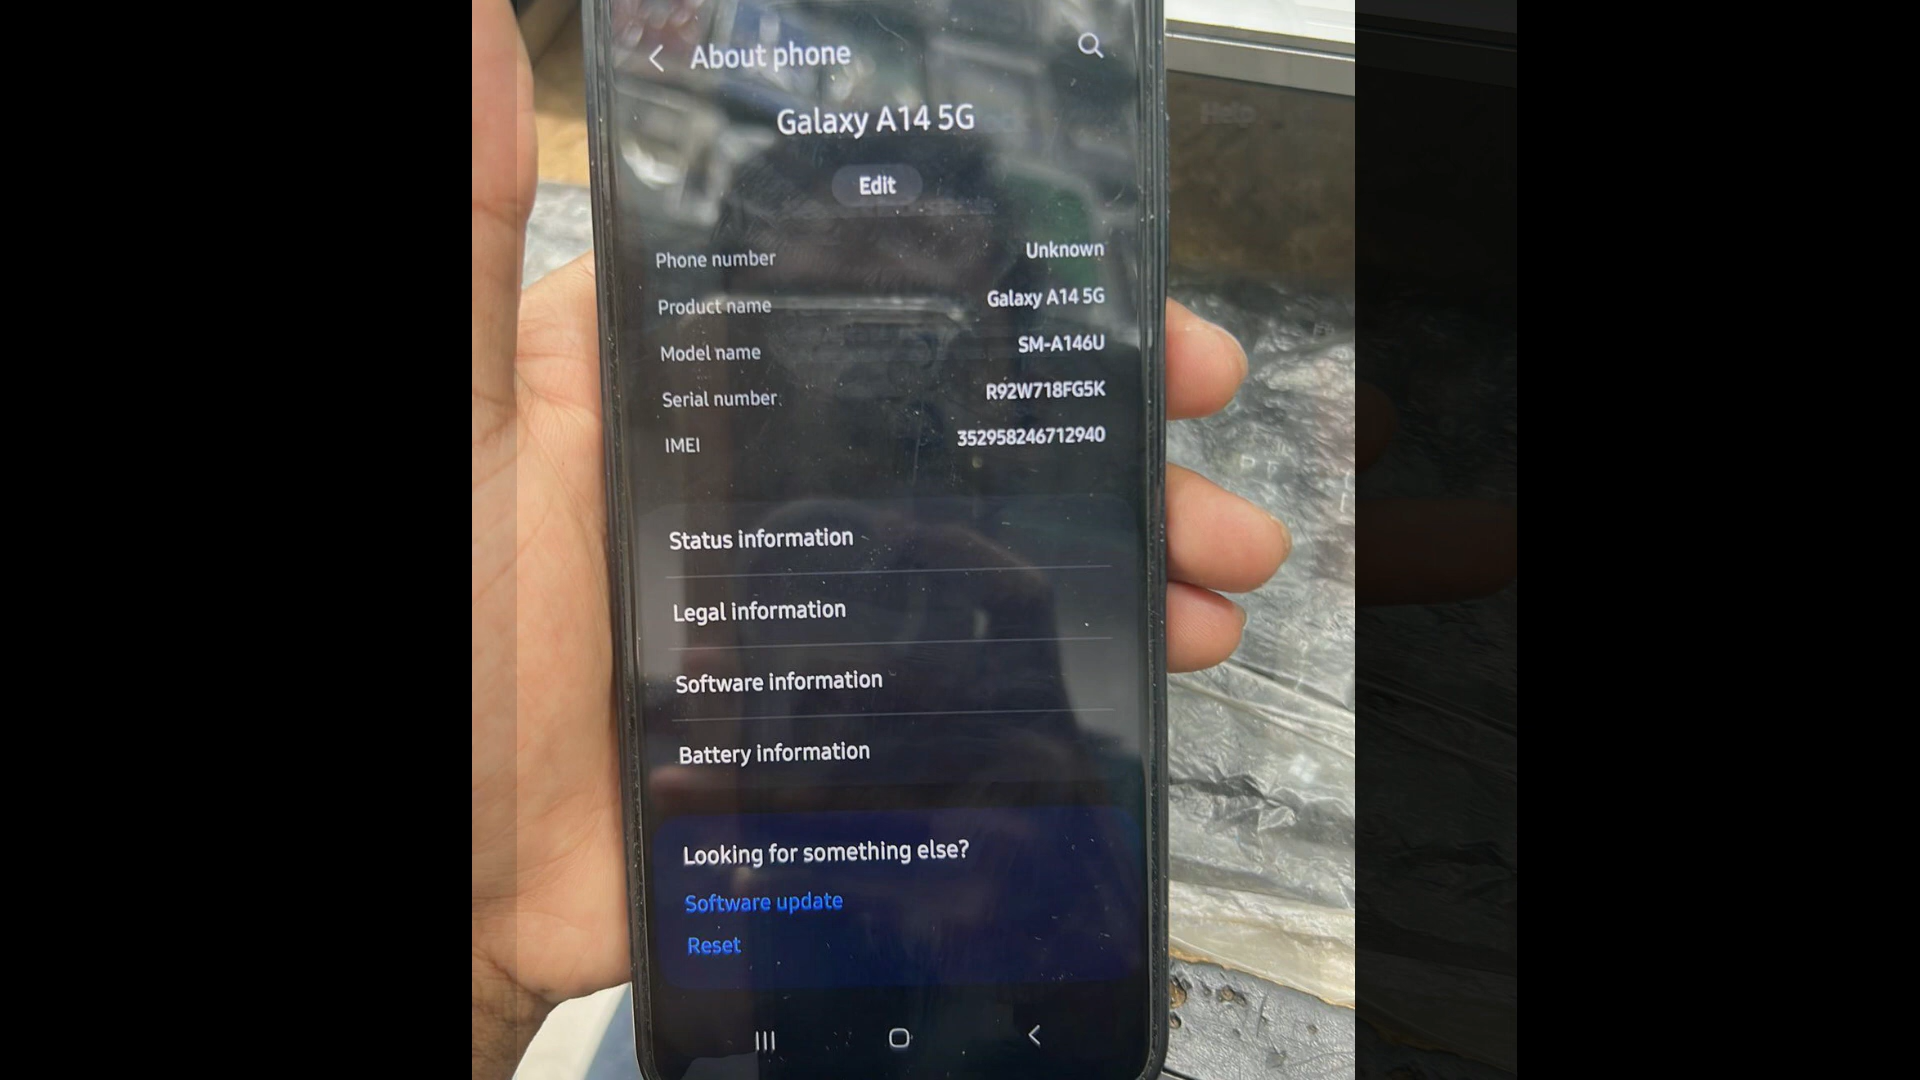 About phone
Galaxy A14 5G
Edit
Phone number Unknown
Product name Galaxy A14 5G
Model name SM-A146U
Serial number R92W718FG5K
IMEI 352958246712940
Status information
Legal information
Software information
Battery information
Looking for something else?
Software update
Reset